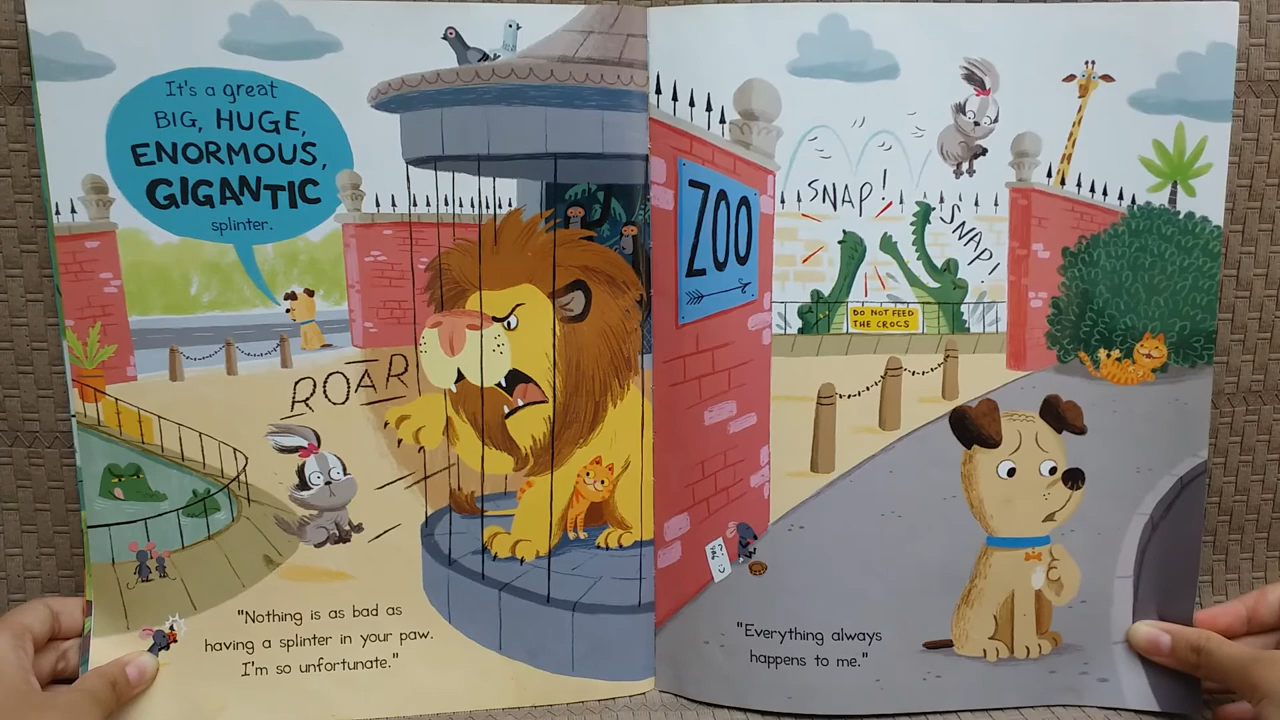 It's a great
BIG, HUGE,
ENORMOUS,
GIGANTIC
splinter.
ROAR
"Nothing is as bad as
having a splinter in your paw.
I'm so unfortunate."
ZOO
SNAP!
SNAP!
DO NOT FEED
THE CROCS
"Everything always
happens to me."